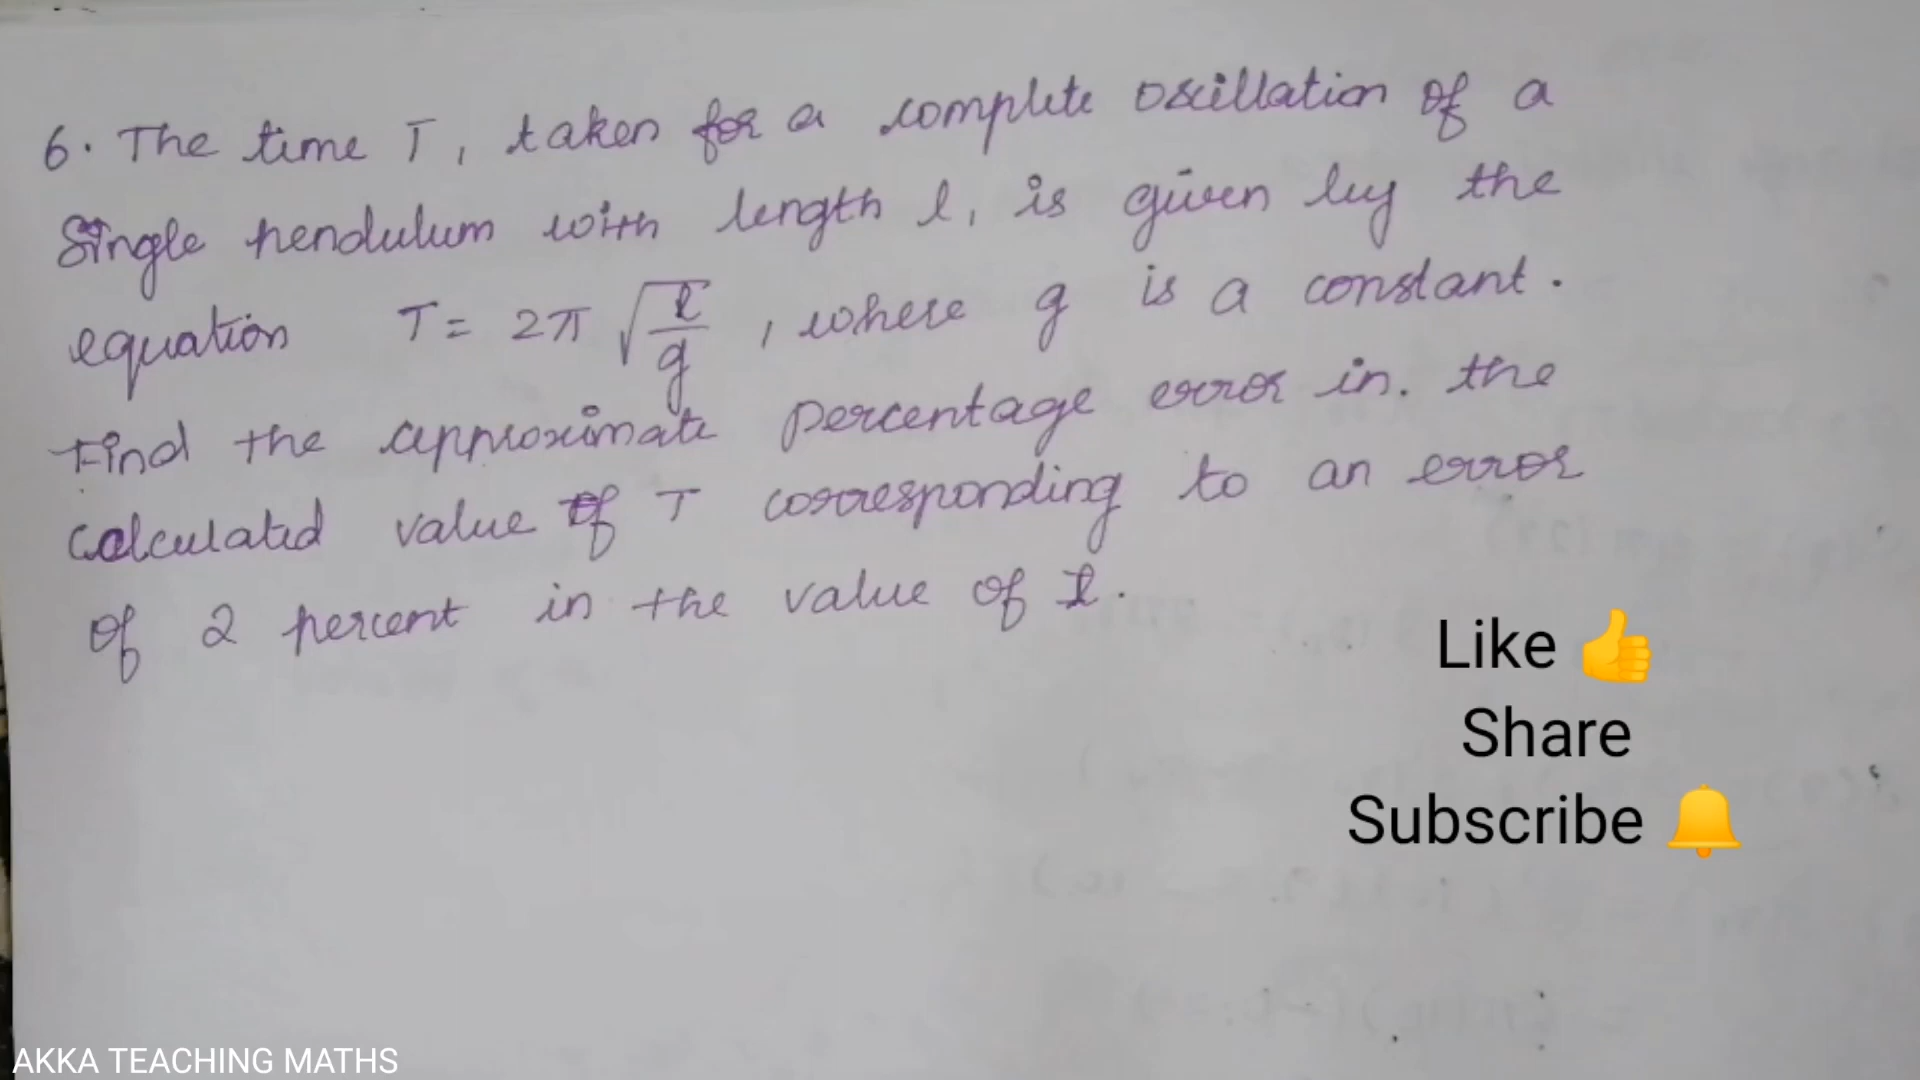 6. The time T, taken for a complete oscillation of a
Single pendulum with length l, is given by the
equation T = 2π √(l/g), where g is a constant.
Find the approximate percentage error in. the
calculated value of T corresponding to an error
of 2 percent in the value of l.
Like 👍
Share
Subscribe 🔔
AKKA TEACHING MATHS